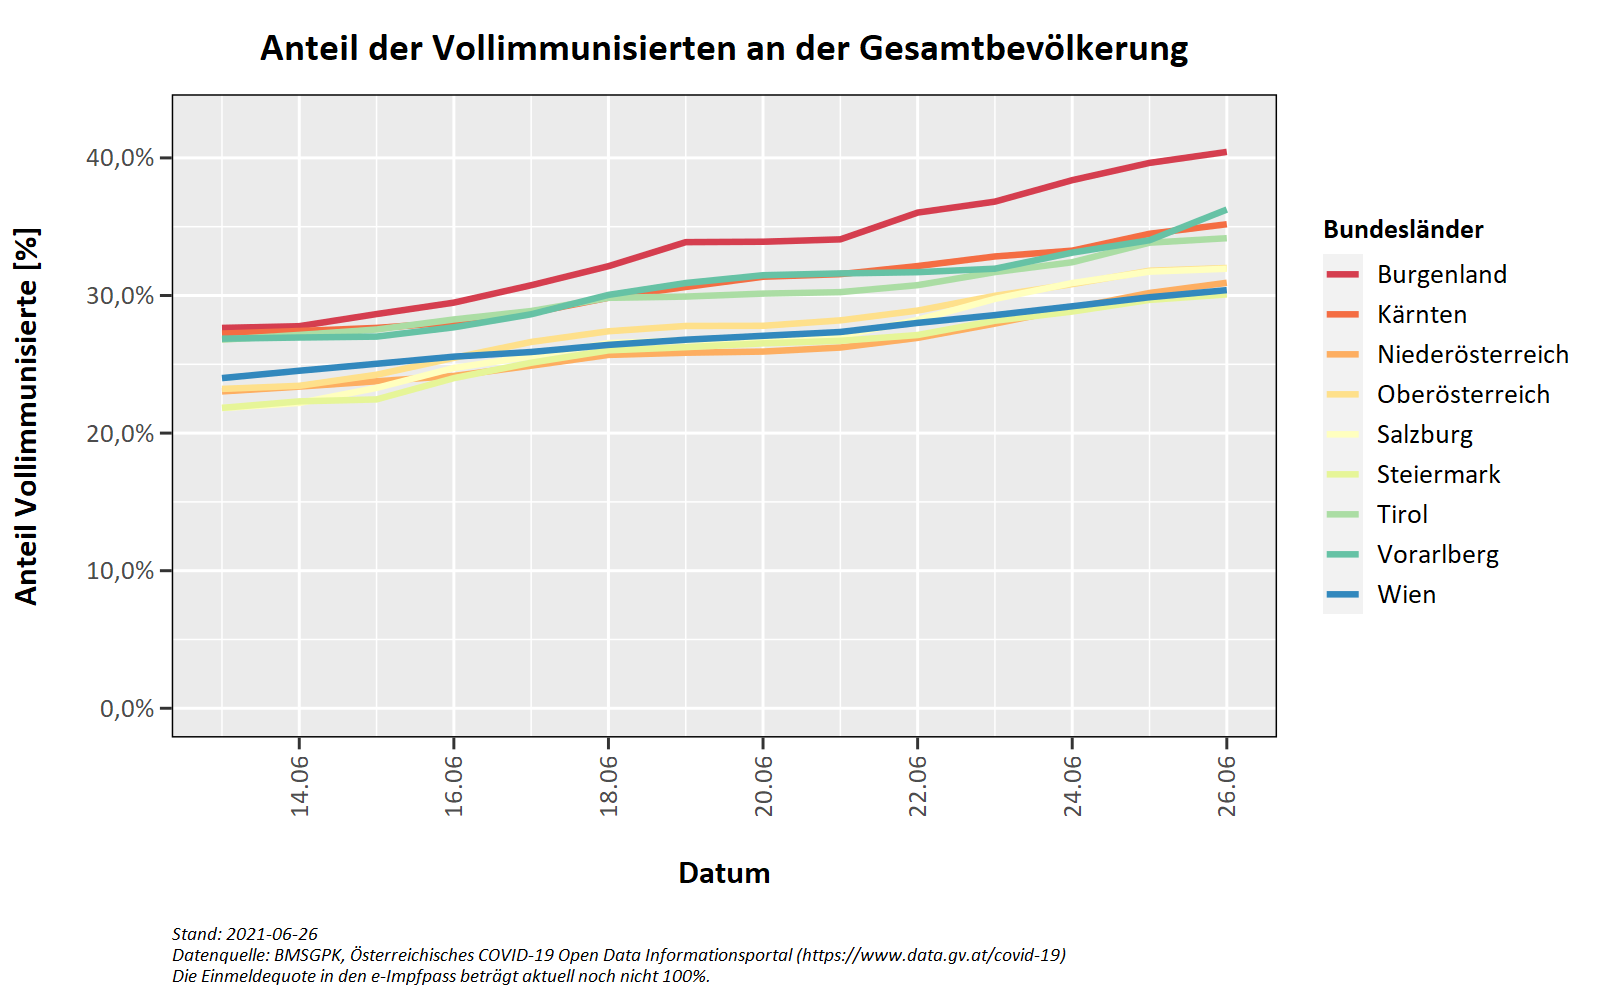 Anteil der Vollimmunisierten an der Gesamtbevölkerung
Anteil Vollimmunisierte [%]
40,0%
30,0%
20,0%
10,0%
0,0%
14.06
16.06
18.06
20.06
22.06
24.06
26.06
Datum
Bundesländer
Burgenland
Kärnten
Niederösterreich
Oberösterreich
Salzburg
Steiermark
Tirol
Vorarlberg
Wien
Stand: 2021-06-26
Datenquelle: BMSGPK, Österreichisches COVID-19 Open Data Informationsportal (https://www.data.gv.at/covid-19)
Die Einmeldequote in den e-Impfpass beträgt aktuell noch nicht 100%.